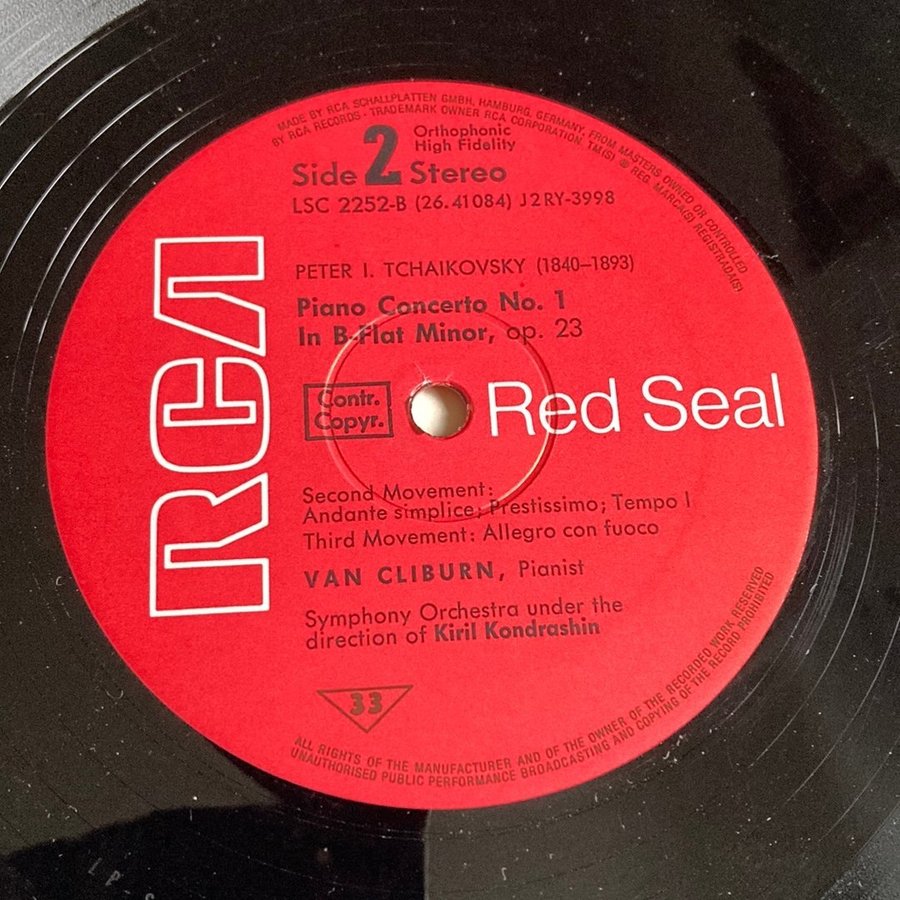 MADE BY RCA SCHALLPLATTEN GMBH, HAMBURG, GERMANY, FROM MASTERS OWNED OR CONTROLLED
BY RCA RECORDS · TRADEMARK OWNER RCA CORPORATION. TM(S) ® REG. MARCA(S) REGISTRADA(S)
Orthophonic
High Fidelity
Side 2 Stereo
LSC 2252-B (26.41084) J2RY-3998
RCA
PETER I. TCHAIKOVSKY (1840–1893)
Piano Concerto No. 1
In B-Flat Minor, op. 23
Contr.
Copyr.
Red Seal
Second Movement:
Andante simplice; Prestissimo; Tempo I
Third Movement: Allegro con fuoco
VAN CLIBURN, Pianist
Symphony Orchestra under the
direction of Kiril Kondrashin
33
ALL RIGHTS OF THE MANUFACTURER AND OF THE OWNER OF THE RECORDED WORK RESERVED
UNAUTHORISED PUBLIC PERFORMANCE BROADCASTING AND COPYING OF THE RECORD PROHIBITED